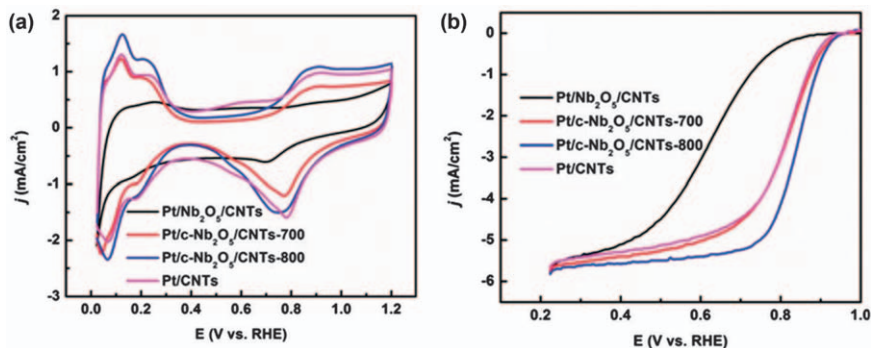 (a)
2
1
0
-1
-2
-3
j (mA/cm²)
Pt/Nb₂O₅/CNTs
Pt/c-Nb₂O₅/CNTs-700
Pt/c-Nb₂O₅/CNTs-800
Pt/CNTs
0.0 0.2 0.4 0.6 0.8 1.0 1.2
E (V vs. RHE)
(b)
0
-1
-2
-3
-4
-5
-6
j (mA/cm²)
Pt/Nb₂O₅/CNTs
Pt/c-Nb₂O₅/CNTs-700
Pt/c-Nb₂O₅/CNTs-800
Pt/CNTs
0.2 0.4 0.6 0.8 1.0
E (V vs. RHE)